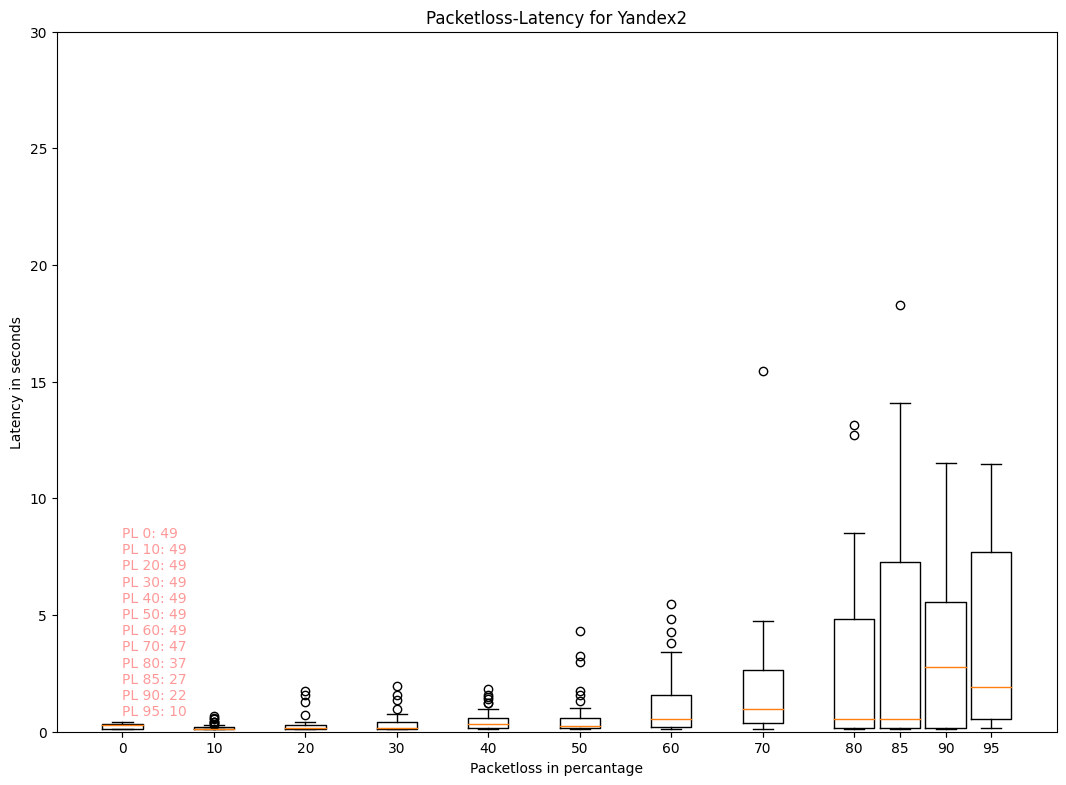 Packetloss-Latency for Yandex2
30
25
20
15
10
5
0
Latency in seconds
PL 0: 49
PL 10: 49
PL 20: 49
PL 30: 49
PL 40: 49
PL 50: 49
PL 60: 49
PL 70: 47
PL 80: 37
PL 85: 27
PL 90: 22
PL 95: 10
0 10 20 30 40 50 60 70 80 85 90 95
Packetloss in percantage